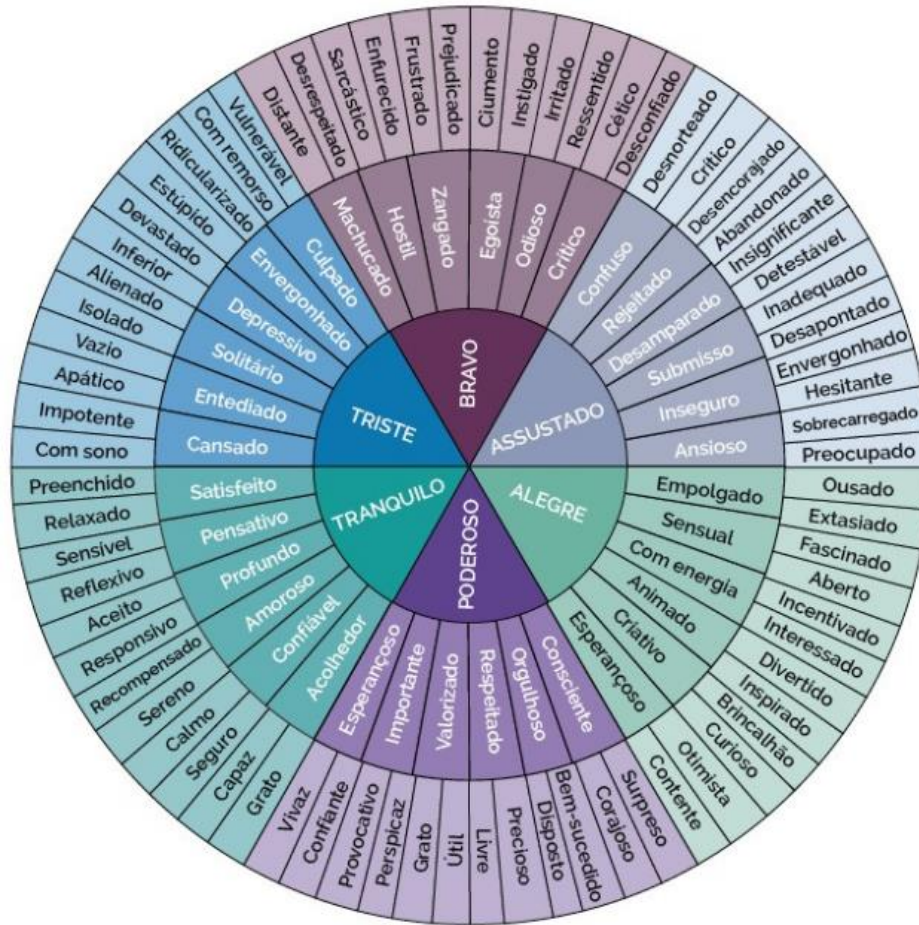 BRAVO
ASSUSTADO
ALEGRE
PODEROSO
TRANQUILO
TRISTE
Machucado
Hostil
Zangado
Egoísta
Odioso
Crítico
Confuso
Rejeitado
Desamparado
Submisso
Inseguro
Ansioso
Empolgado
Sensual
Com energia
Animado
Criativo
Esperançoso
Consciente
Orgulhoso
Respeitado
Valorizado
Importante
Esperançoso
Acolhedor
Confiável
Amoroso
Profundo
Pensativo
Satisfeito
Cansado
Entediado
Solitário
Depressivo
Envergonhado
Culpado
Distante
Desrespeitado
Sarcástico
Enfurecido
Frustrado
Prejudicado
Ciumento
Instigado
Irritado
Ressentido
Cético
Desconfiado
Desnorteado
Crítico
Desencorajado
Abandonado
Insignificante
Detestável
Inadequado
Desapontado
Envergonhado
Hesitante
Sobrecarregado
Preocupado
Ousado
Extasiado
Fascinado
Aberto
Incentivado
Interessado
Divertido
Inspirado
Brincalhão
Curioso
Otimista
Contente
Surpreso
Corajoso
Bem-sucedido
Disposto
Precioso
Livre
Útil
Grato
Perspicaz
Provocativo
Confiante
Vivaz
Grato
Capaz
Seguro
Calmo
Sereno
Recompensado
Responsivo
Aceito
Reflexivo
Sensível
Relaxado
Preenchido
Com sono
Impotente
Apático
Vazio
Isolado
Alienado
Inferior
Devastado
Estúpido
Ridicularizado
Com remorso
Vulnerável